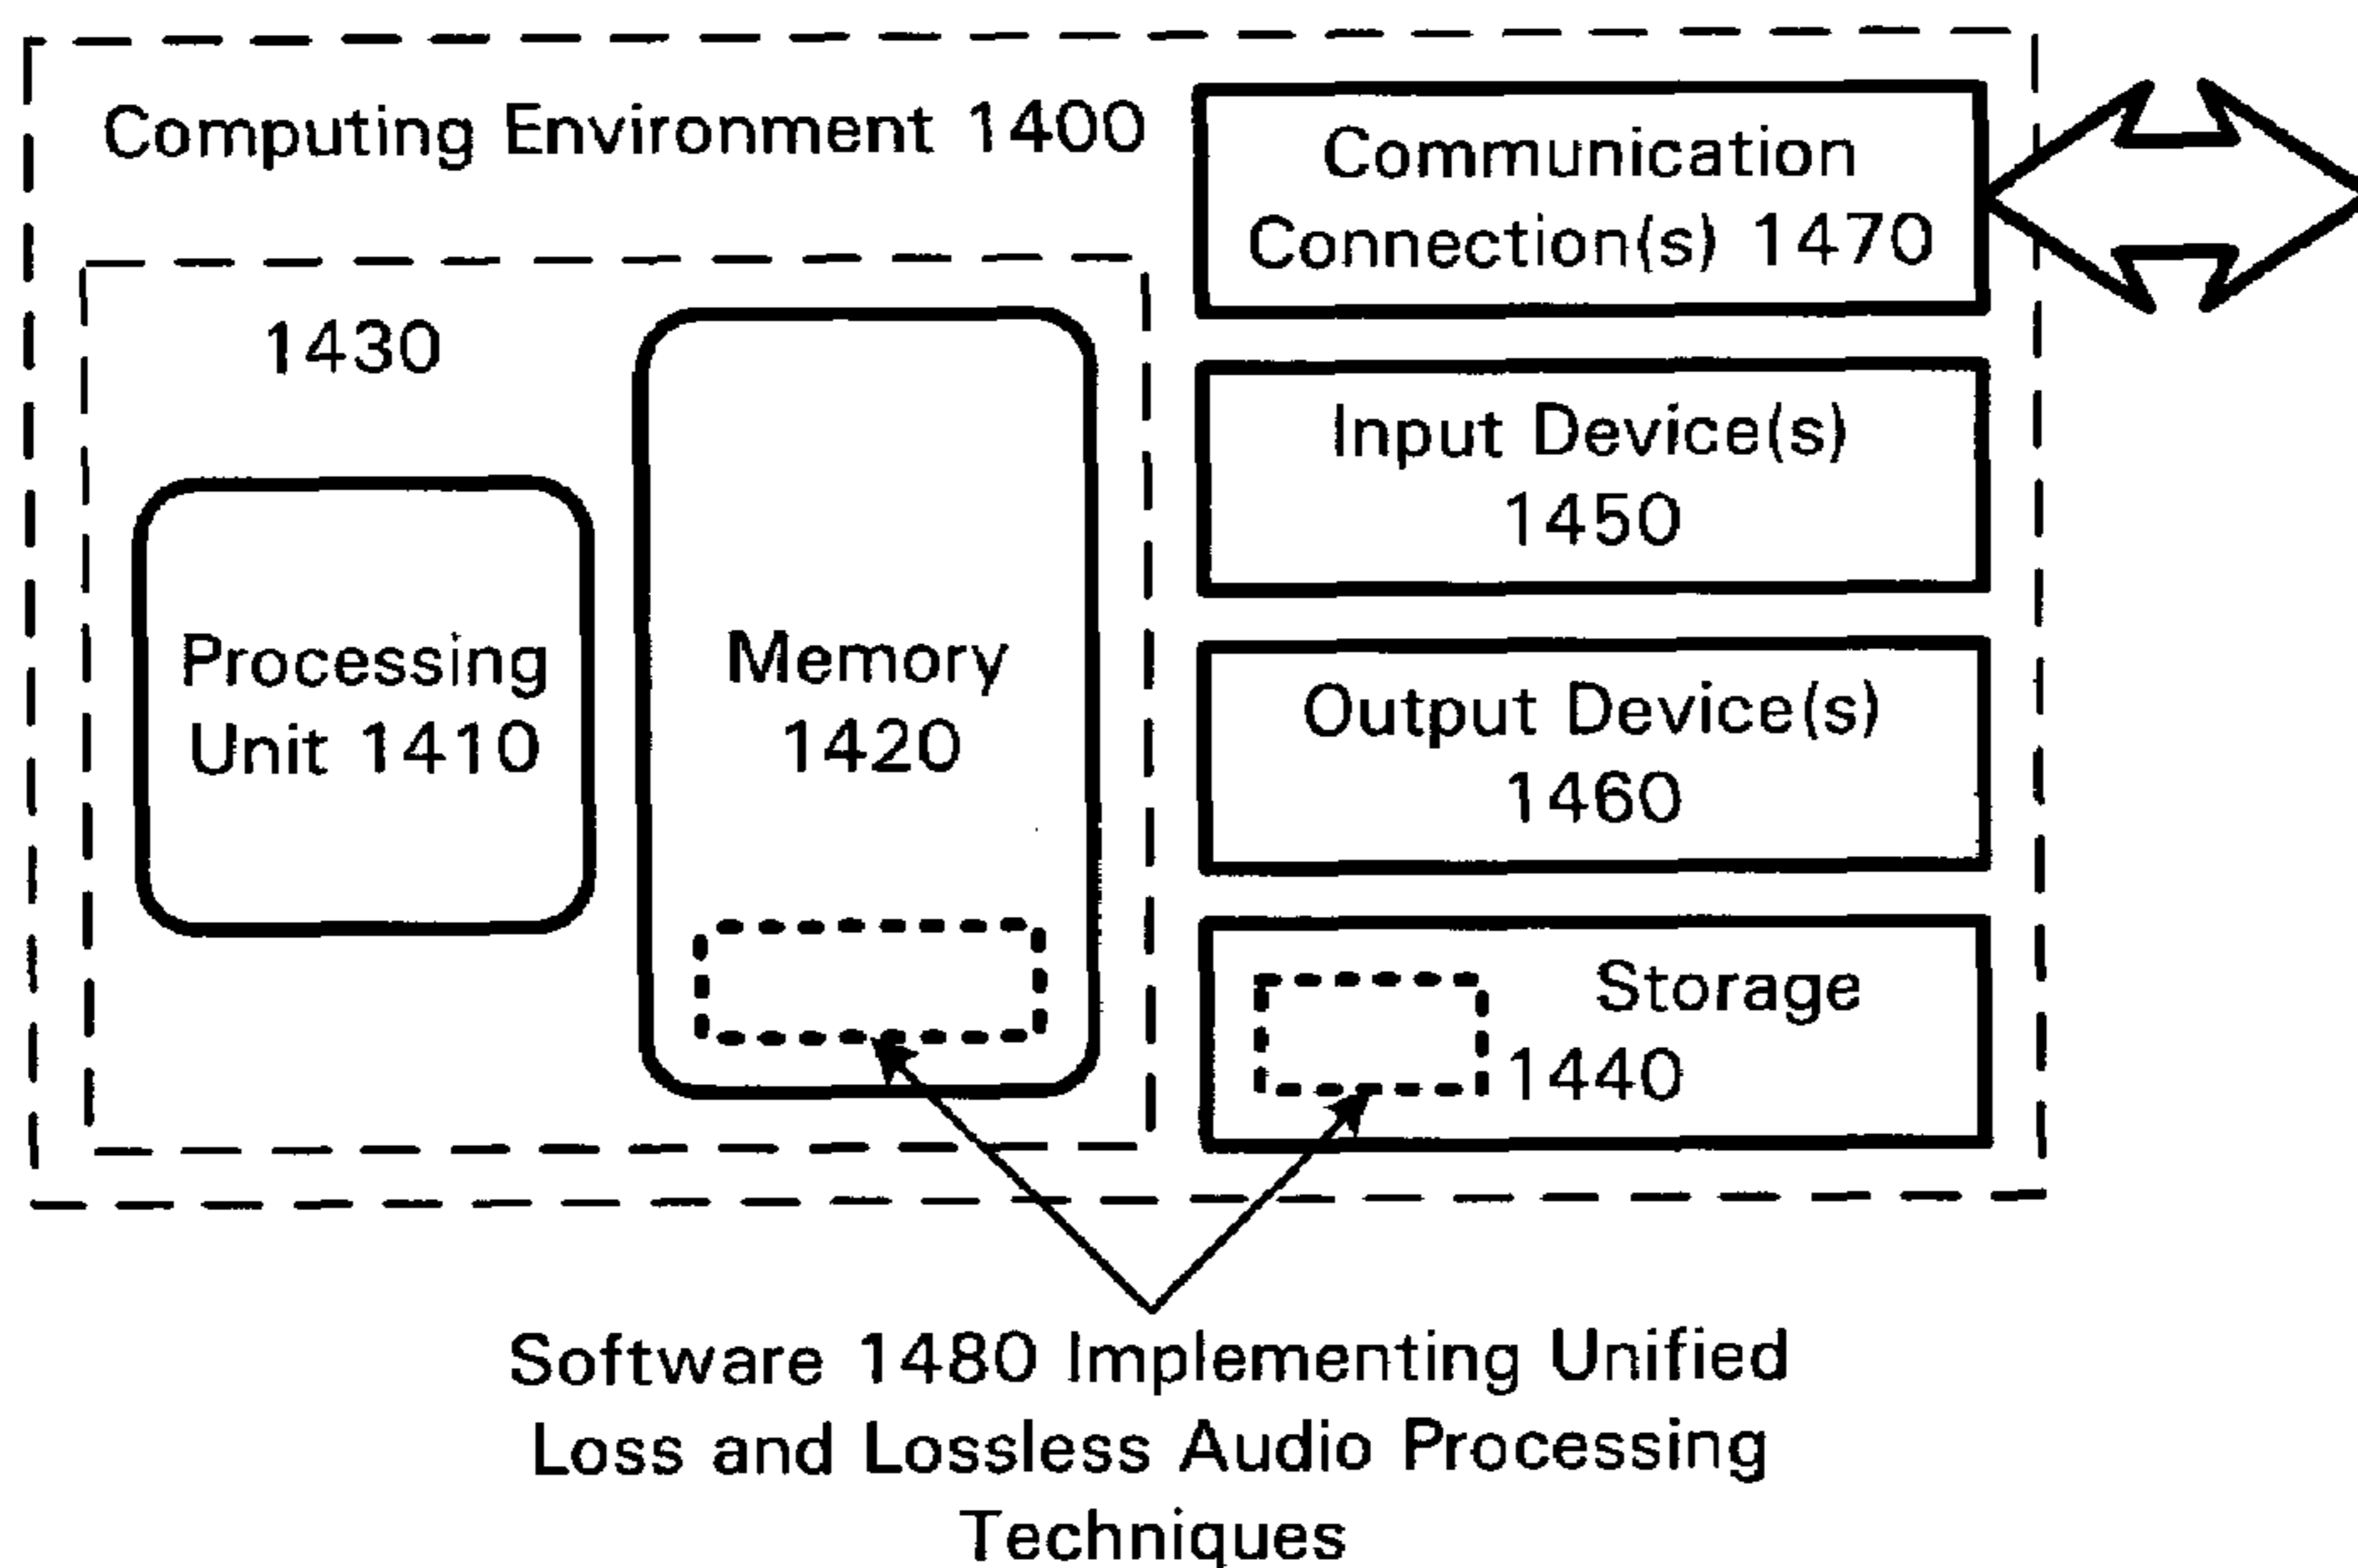 Computing Environment 1400
Communication
Connection(s) 1470
1430
Input Device(s)
1450
Processing
Unit 1410
Memory
1420
Output Device(s)
1460
Storage
1440
Software 1480 Implementing Unified
Loss and Lossless Audio Processing
Techniques